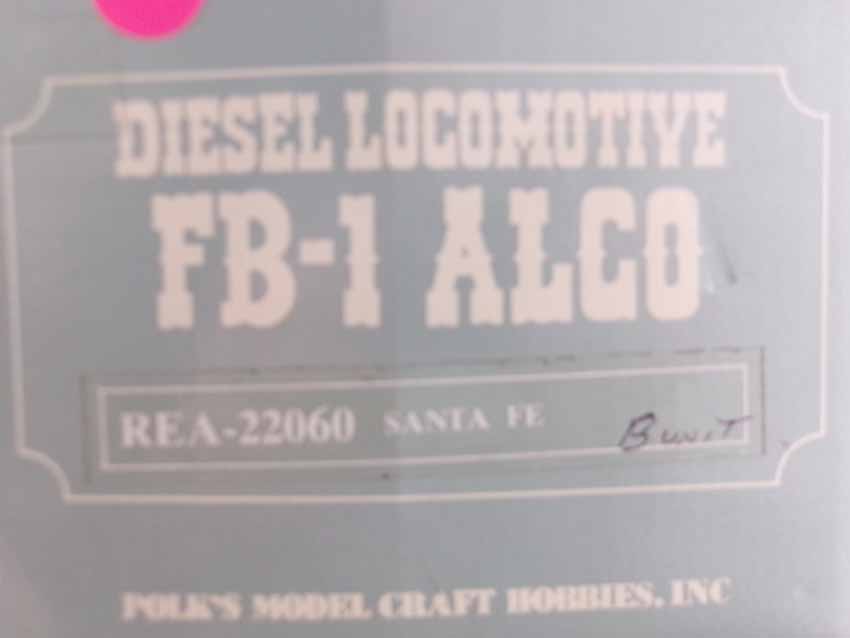 DIESEL LOCOMOTIVE
FB-1 ALCO
REA-22060 SANTA FE B UNIT
POLK'S MODEL CRAFT HOBBIES, INC